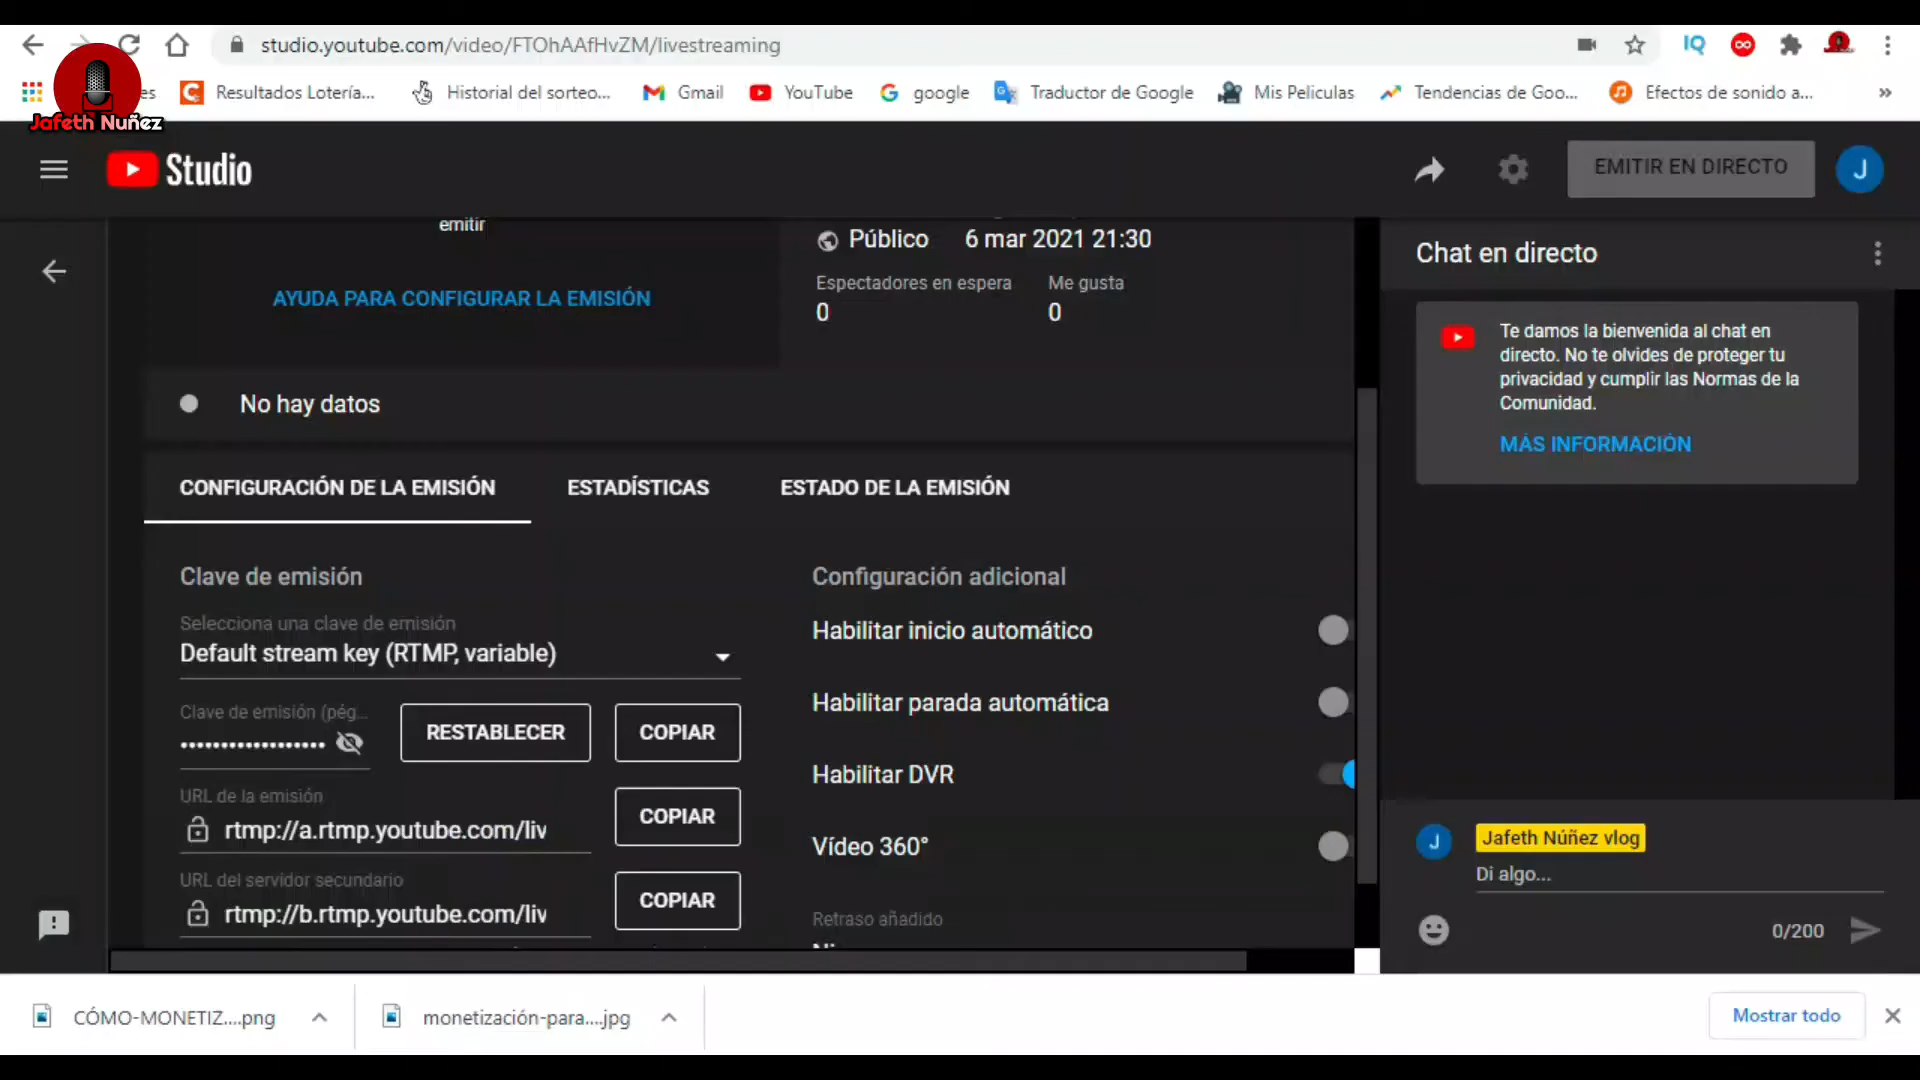 studio.youtube.com/video/FTOhAAfHvZM/livestreaming
IQ
es
Resultados Lotería...
Historial del sorteo...
Gmail
YouTube
google
Traductor de Google
Mis Peliculas
Tendencias de Goo...
Efectos de sonido a...
»
Jafeth Nuñez
Studio
EMITIR EN DIRECTO
J
emitir
AYUDA PARA CONFIGURAR LA EMISIÓN
Público
6 mar 2021 21:30
Espectadores en espera
Me gusta
0
0
No hay datos
CONFIGURACIÓN DE LA EMISIÓN
ESTADÍSTICAS
ESTADO DE LA EMISIÓN
Clave de emisión
Selecciona una clave de emisión
Default stream key (RTMP, variable)
Clave de emisión (pég...
••••••••••••••••••
RESTABLECER
COPIAR
URL de la emisión
rtmp://a.rtmp.youtube.com/liv
COPIAR
URL del servidor secundario
rtmp://b.rtmp.youtube.com/liv
COPIAR
Configuración adicional
Habilitar inicio automático
Habilitar parada automática
Habilitar DVR
Vídeo 360°
Retraso añadido
Chat en directo
Te damos la bienvenida al chat en
directo. No te olvides de proteger tu
privacidad y cumplir las Normas de la
Comunidad.
MÁS INFORMACIÓN
J
Jafeth Núñez vlog
Di algo...
0/200
CÓMO-MONETIZ....png
monetización-para....jpg
Mostrar todo